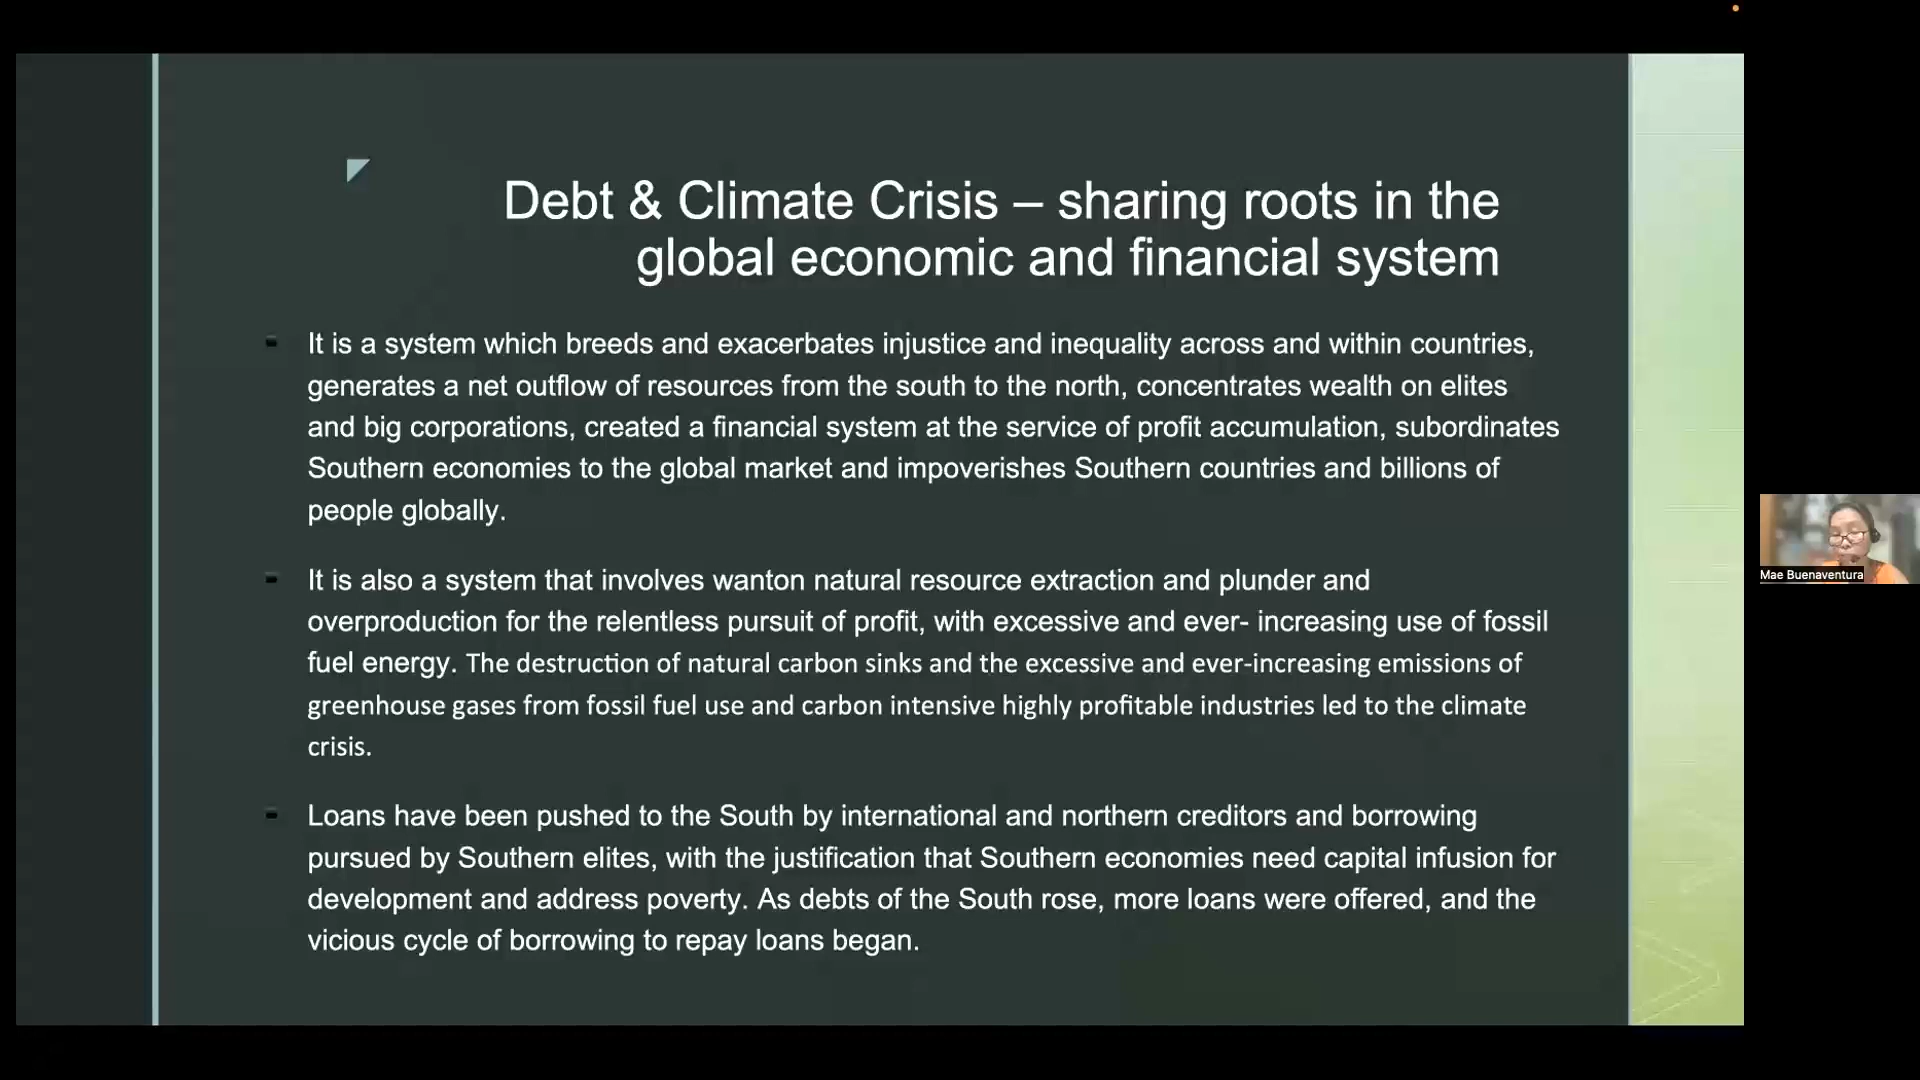 Debt & Climate Crisis – sharing roots in the
global economic and financial system
It is a system which breeds and exacerbates injustice and inequality across and within countries,
generates a net outflow of resources from the south to the north, concentrates wealth on elites
and big corporations, created a financial system at the service of profit accumulation, subordinates
Southern economies to the global market and impoverishes Southern countries and billions of
people globally.
It is also a system that involves wanton natural resource extraction and plunder and
overproduction for the relentless pursuit of profit, with excessive and ever- increasing use of fossil
fuel energy. The destruction of natural carbon sinks and the excessive and ever-increasing emissions of
greenhouse gases from fossil fuel use and carbon intensive highly profitable industries led to the climate
crisis.
Loans have been pushed to the South by international and northern creditors and borrowing
pursued by Southern elites, with the justification that Southern economies need capital infusion for
development and address poverty. As debts of the South rose, more loans were offered, and the
vicious cycle of borrowing to repay loans began.
Mae Buenaventura